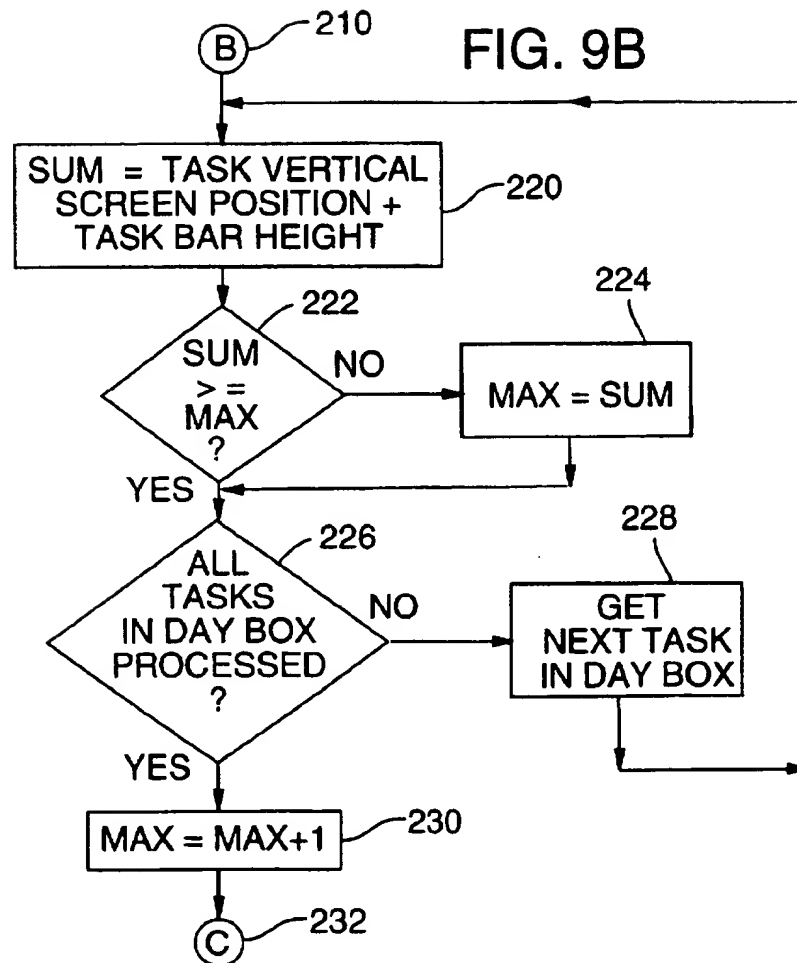 B
210
FIG. 9B
SUM = TASK VERTICAL
SCREEN POSITION +
TASK BAR HEIGHT
220
222
SUM
> =
MAX
?
NO
YES
224
MAX = SUM
226
ALL
TASKS
IN DAY BOX
PROCESSED
?
NO
YES
228
GET
NEXT TASK
IN DAY BOX
MAX = MAX+1
230
C
232